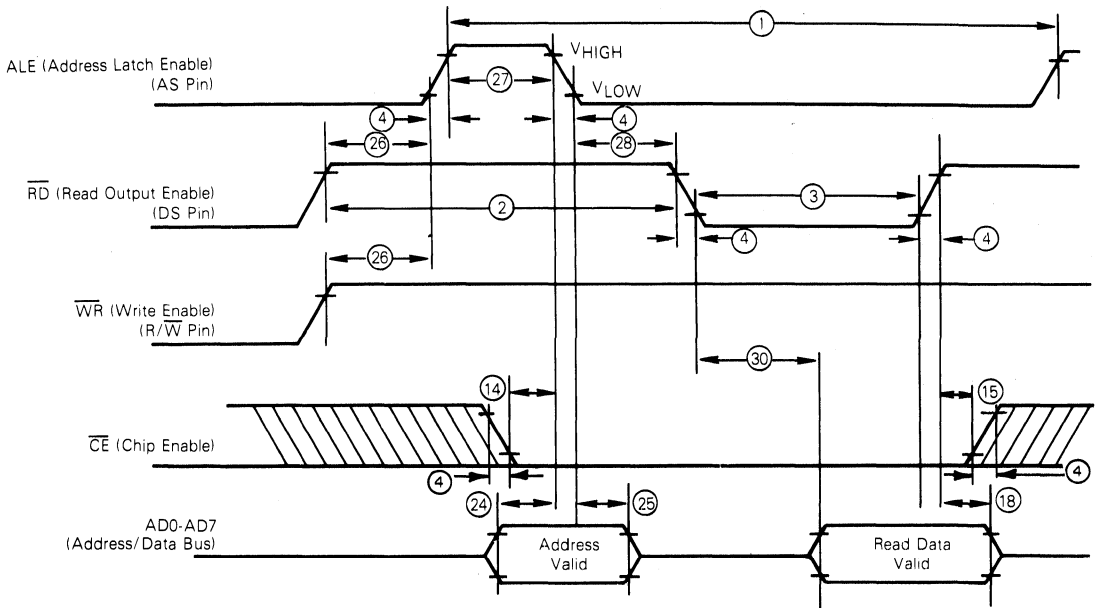 1
ALE (Address Latch Enable)
(AS Pin)
VHIGH
27
VLOW
4
4
26
28
RD (Read Output Enable)
(DS Pin)
2
3
4
4
26
WR (Write Enable)
(R/W Pin)
30
14
15
CE (Chip Enable)
4
4
24
25
18
AD0-AD7
(Address/Data Bus)
Address
Valid
Read Data
Valid